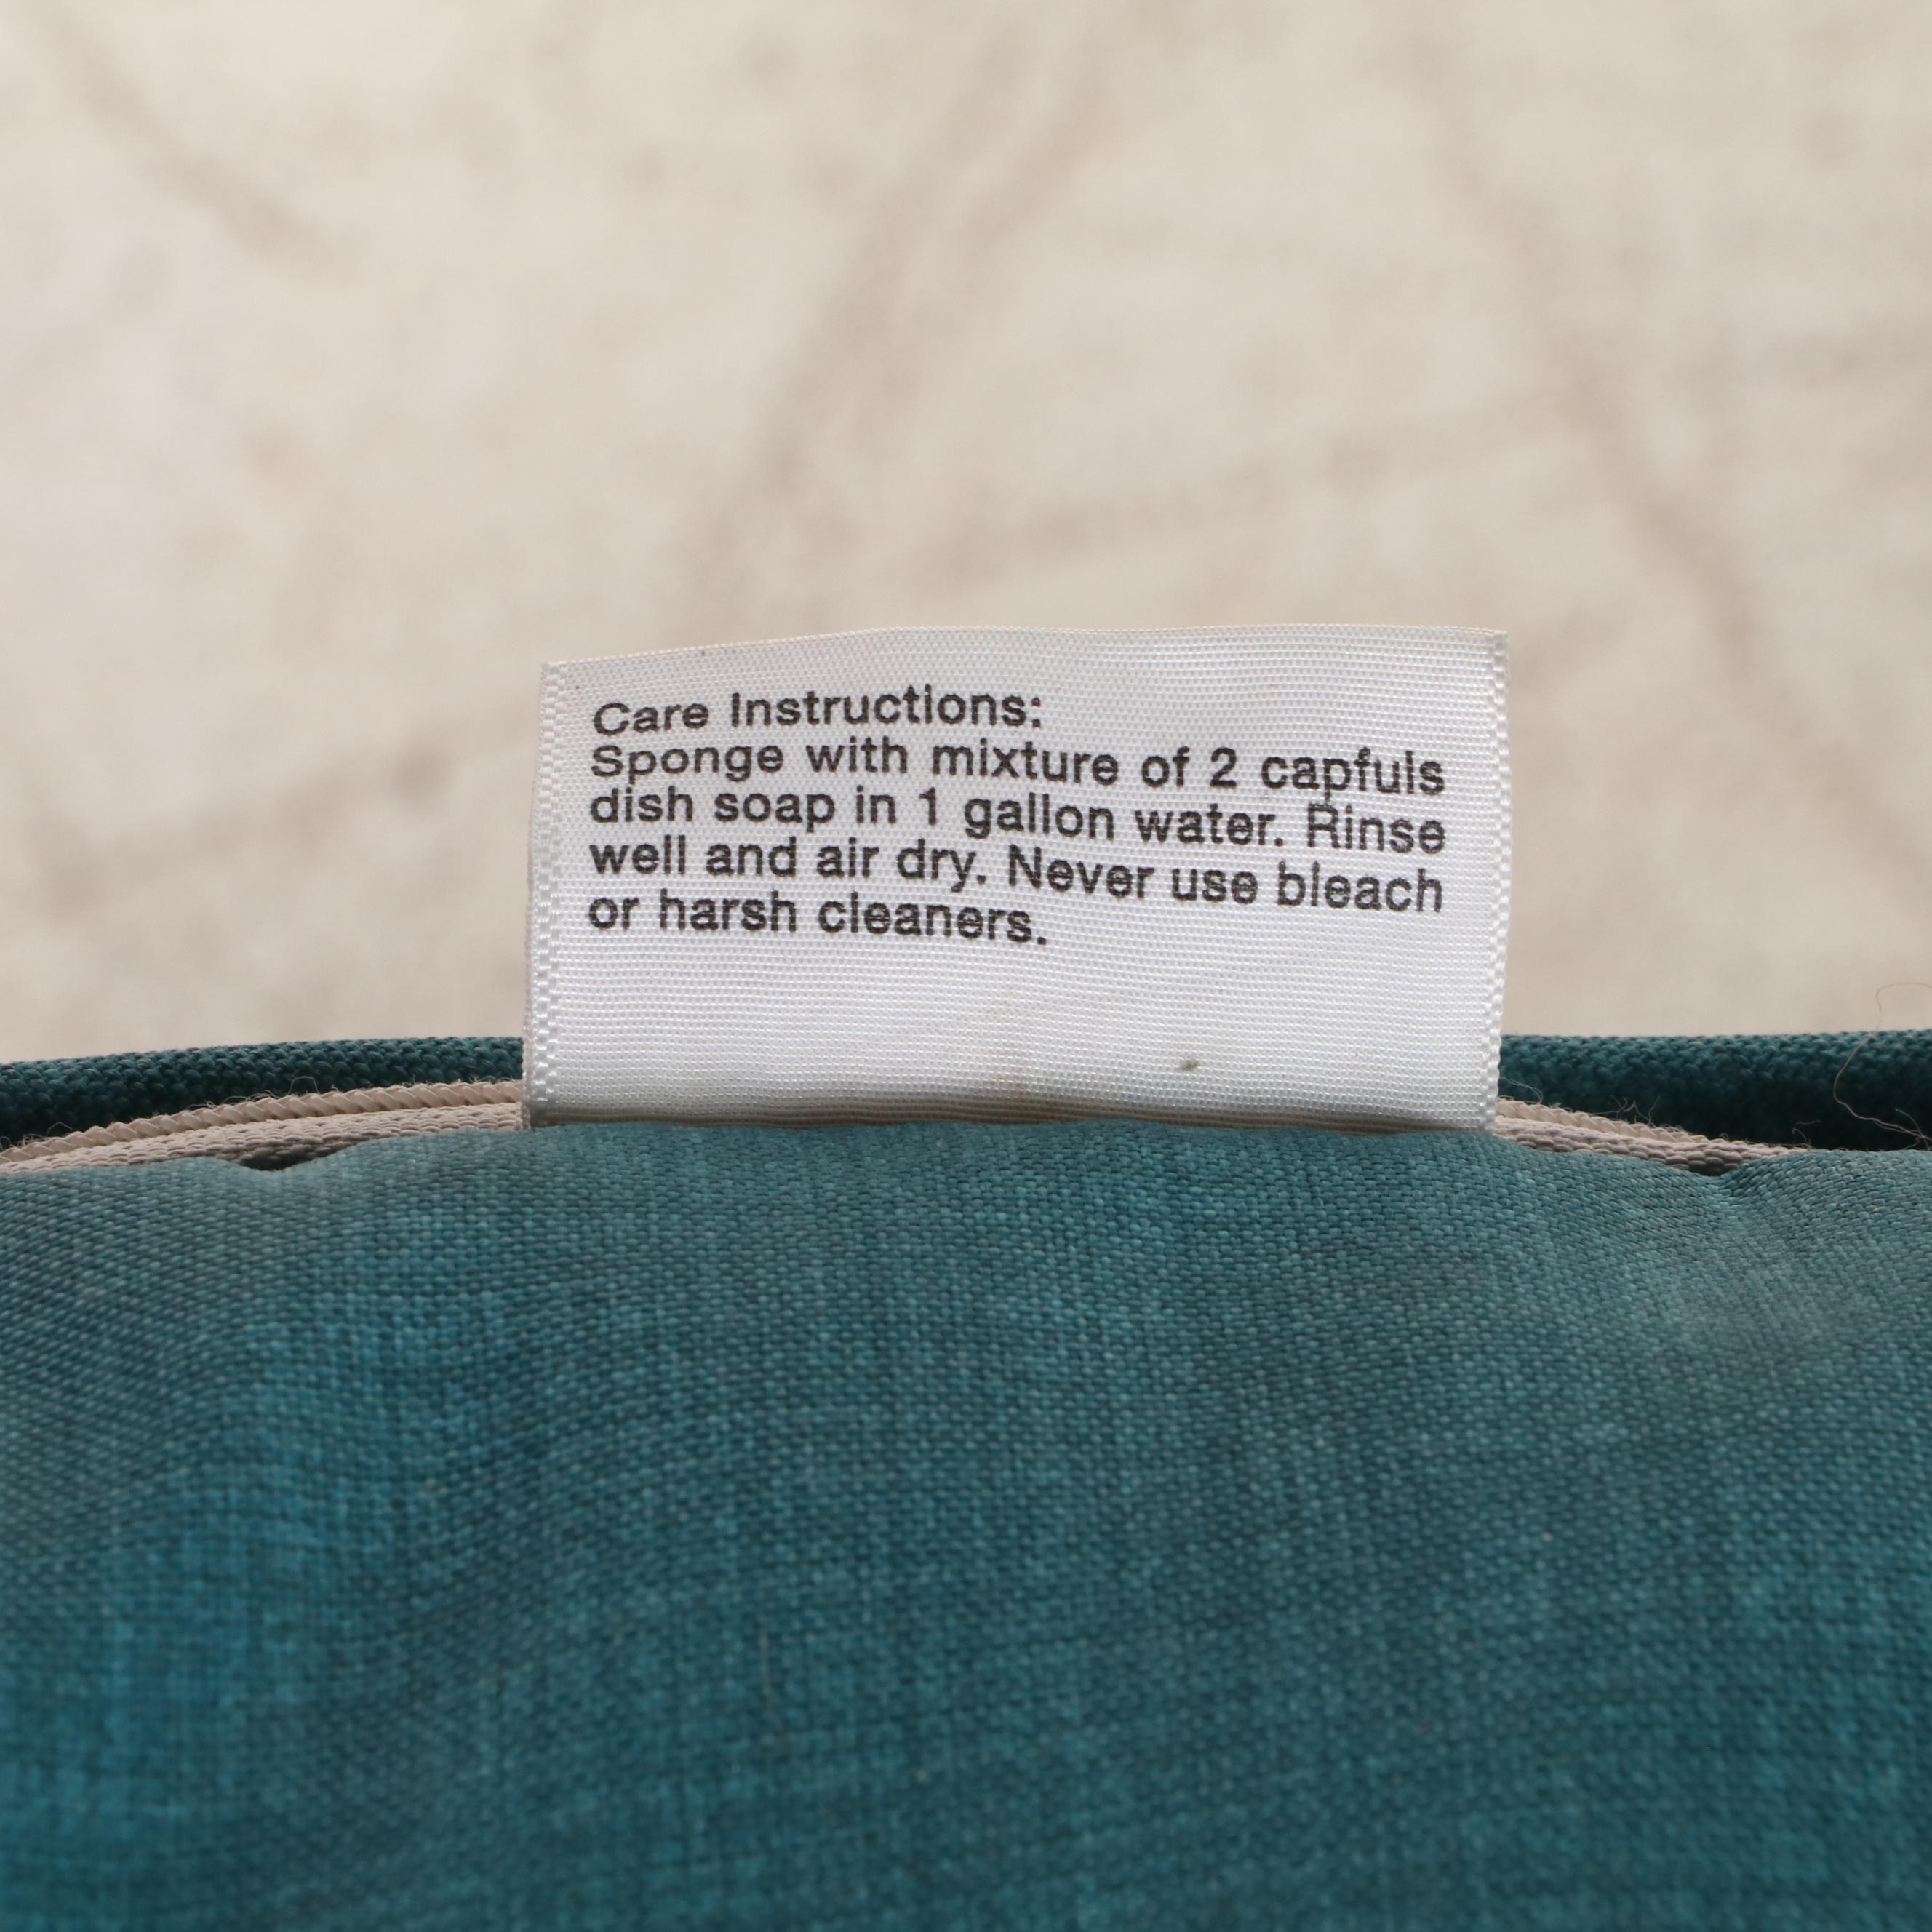 Care Instructions:
Sponge with mixture of 2 capfuls
dish soap in 1 gallon water. Rinse
well and air dry. Never use bleach
or harsh cleaners.